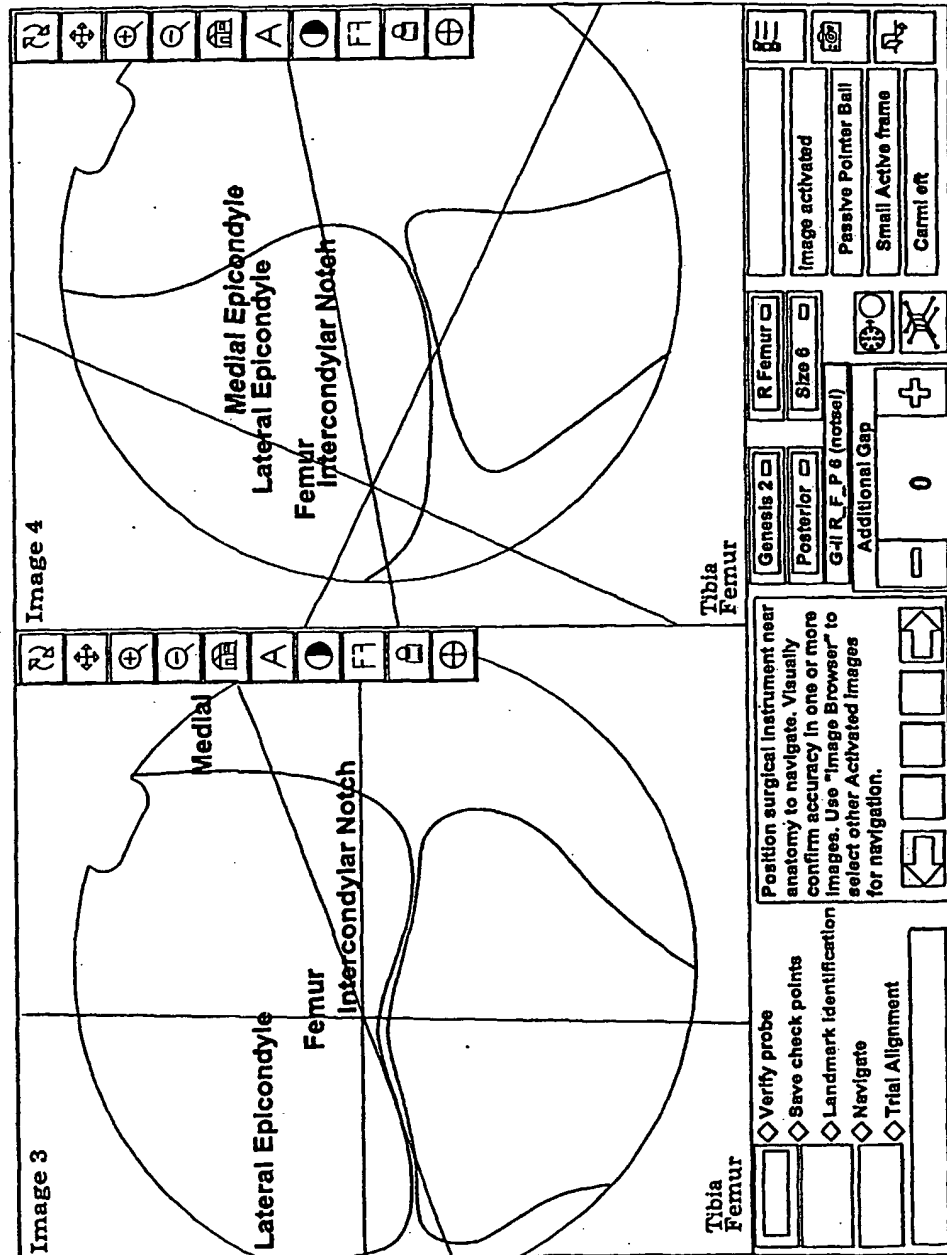 Image 3
Medial
Lateral Epicondyle
Femur
Intercondylar Notch
Tibia
Femur
A
Image 4
Medial Epicondyle
Lateral Epicondyle
Femur
Intercondylar Notch
Tibia
Femur
A
Verify probe
Save check points
Landmark identification
Navigate
Trial Alignment
Position surgical instrument near
anatomy to navigate. Visually
confirm accuracy in one or more
images. Use "Image Browser" to
select other Activated images
for navigation.
Genesis 2
R Femur
Posterior
Size 6
G-II R_F_P 6 (notsel)
Additional Gap
0
Image activated
Passive Pointer Ball
Small Active frame
Carml eft